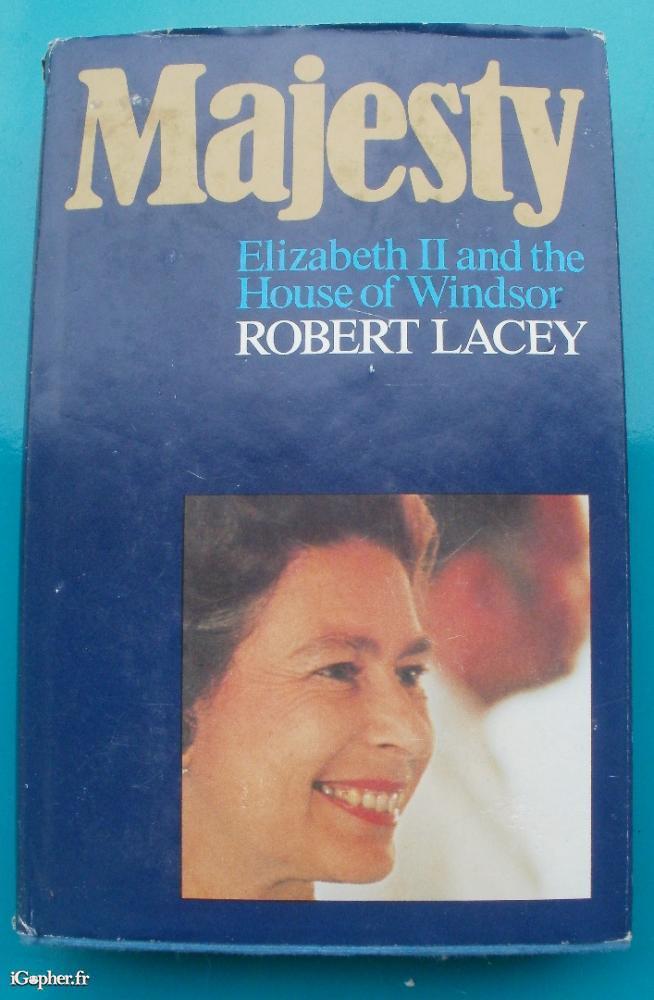 Majesty
Elizabeth II and the
House of Windsor
ROBERT LACEY
iGopher.fr